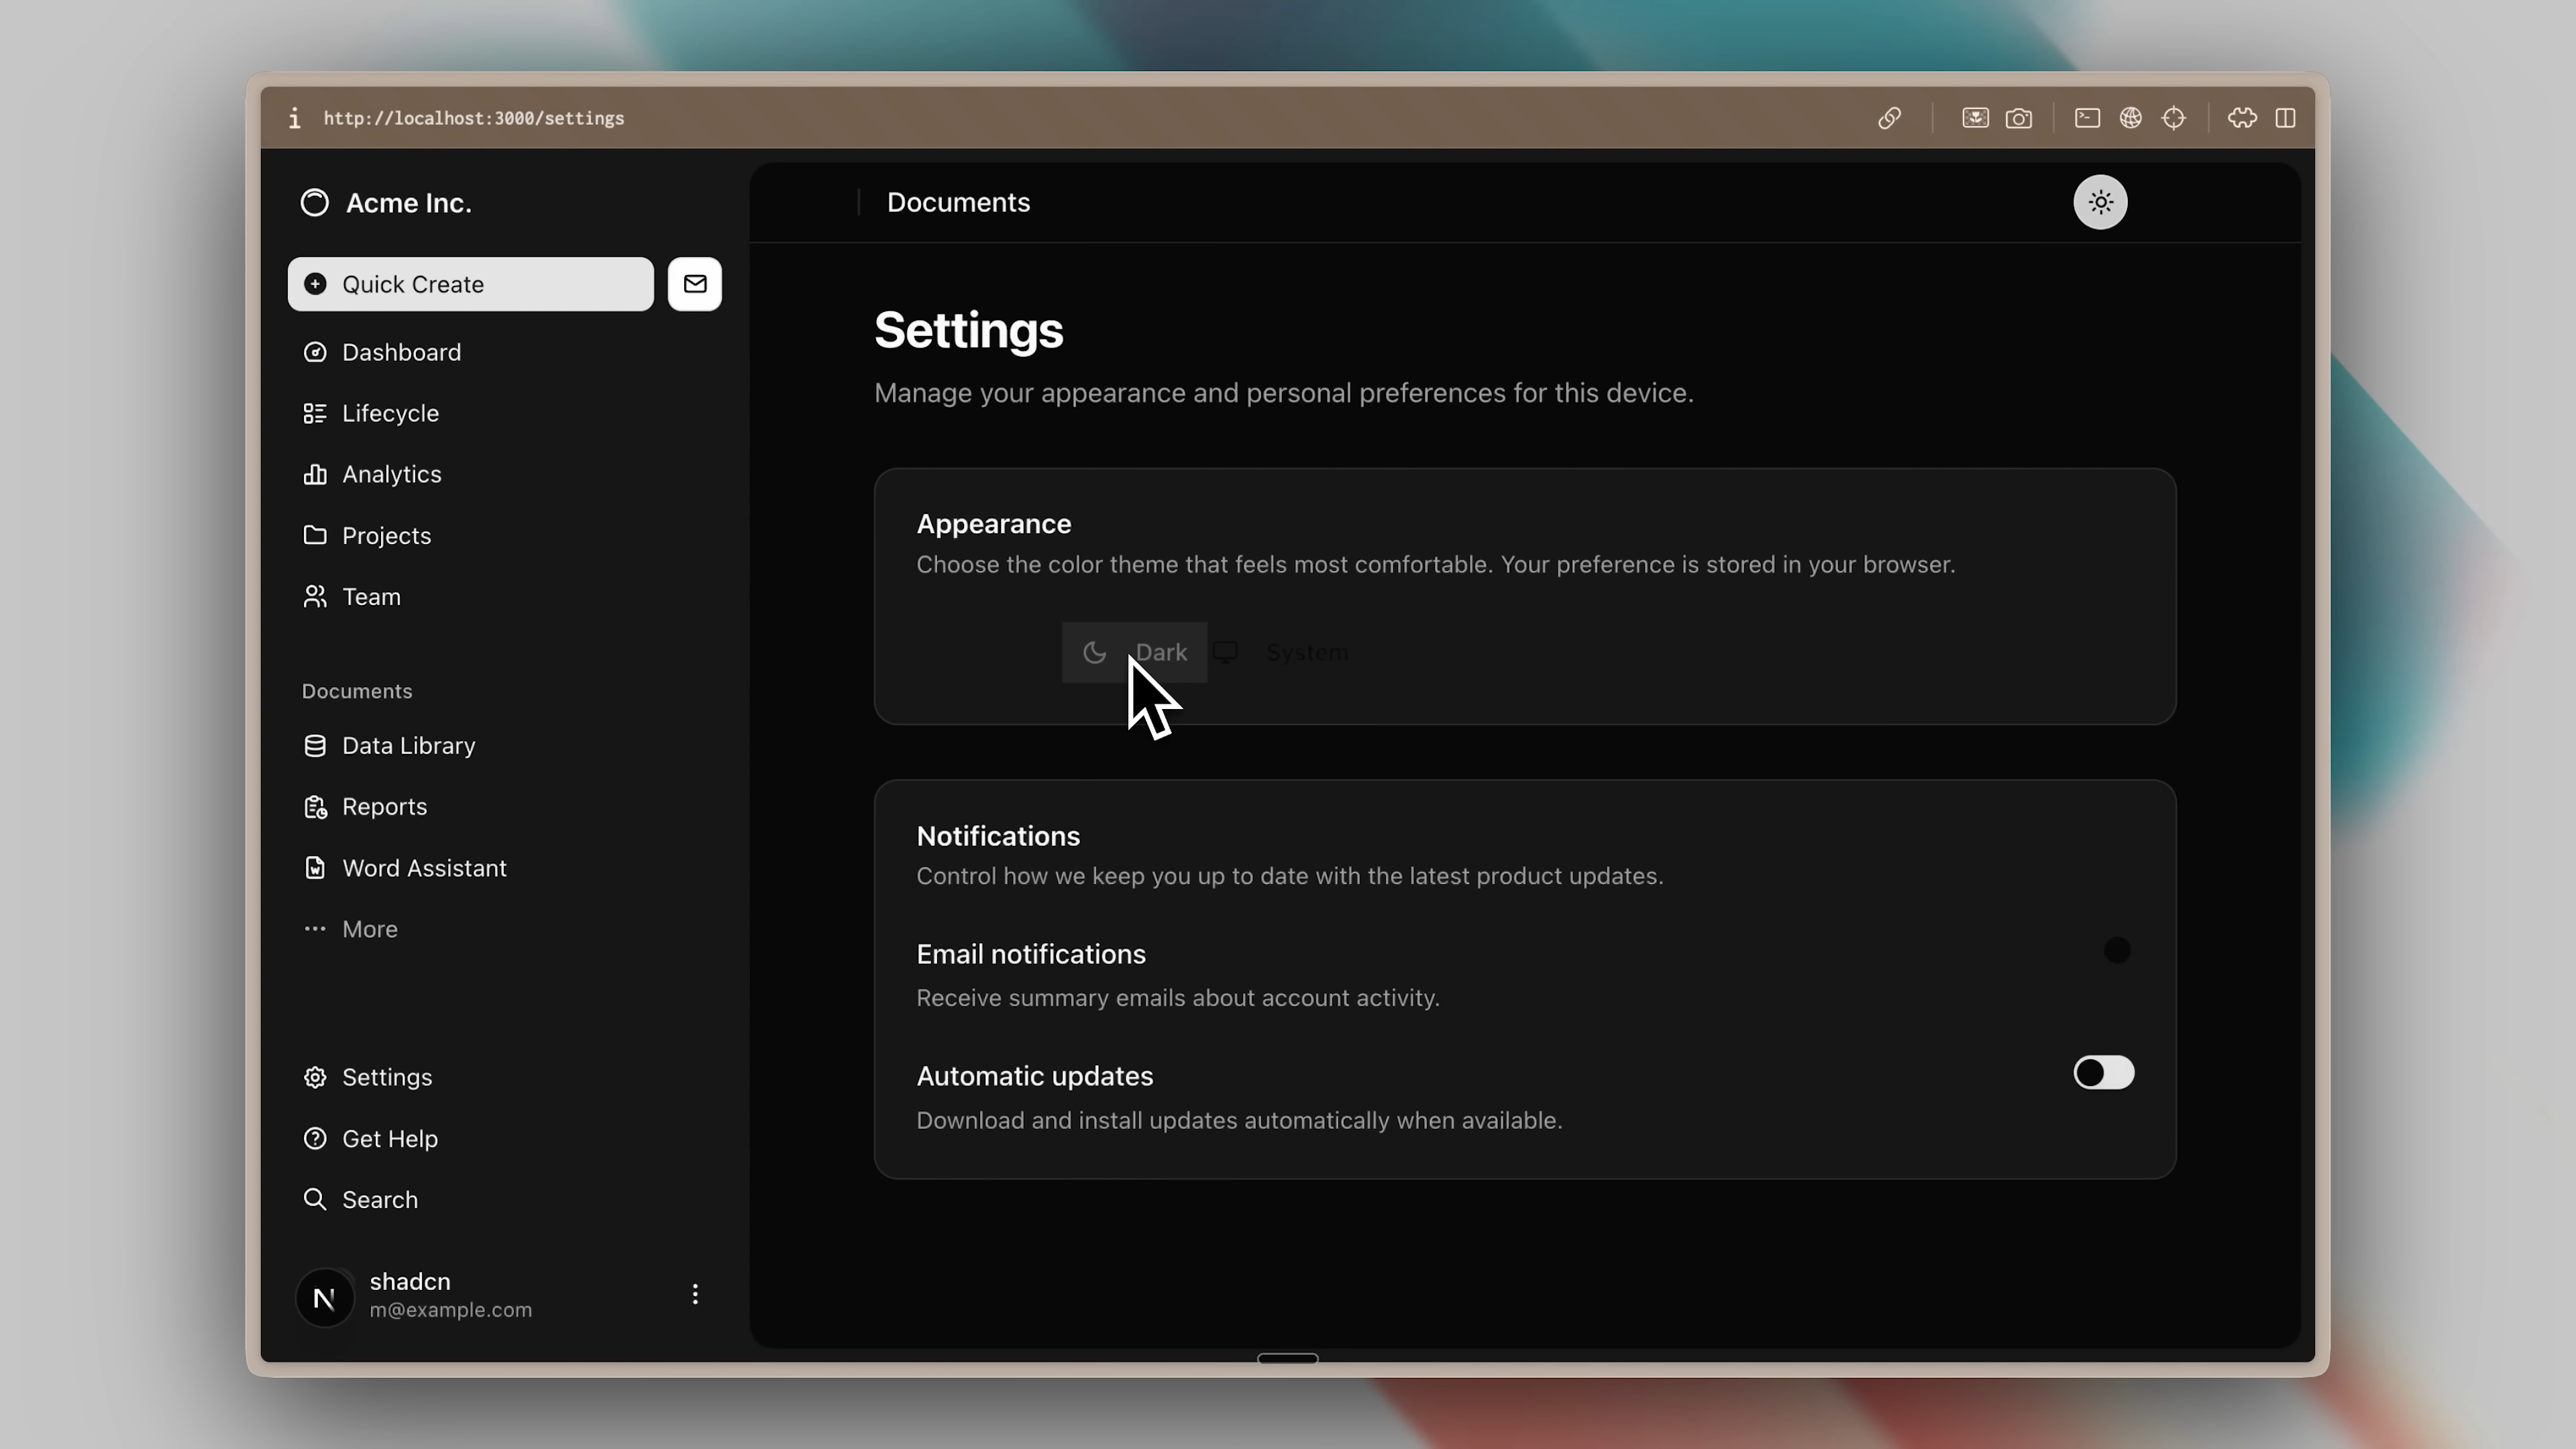 i http://localhost:3000/settings
Acme Inc.
Quick Create
Dashboard
Lifecycle
Analytics
Projects
Team
Documents
Data Library
Reports
Word Assistant
More
Settings
Get Help
Search
N
shadcn
m@example.com
Documents
Settings
Manage your appearance and personal preferences for this device.
Appearance
Choose the color theme that feels most comfortable. Your preference is stored in your browser.
Dark System
Notifications
Control how we keep you up to date with the latest product updates.
Email notifications
Receive summary emails about account activity.
Automatic updates
Download and install updates automatically when available.